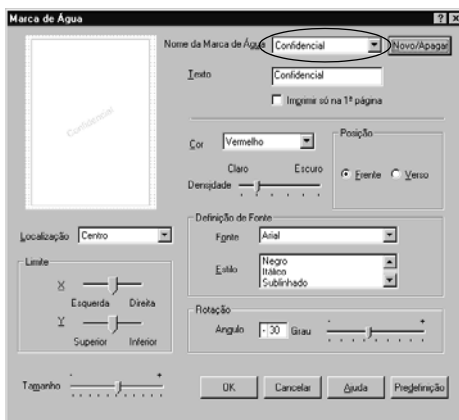 Marca de Água
Nome da Marca de Água Confidencial Novo/Apagar
Texto Confidencial
Imprimir só na 1ª página
Confidencial
Cor Vermelho
Posição
Claro Escuro
Densidade
Frente Verso
Localização Centro
Definição de Fonte
Fonte Arial
Estilo Negro
Itálico
Sublinhado
Limite
X
Esquerda Direita
Y
Superior Inferior
Rotação
Angulo - 30 Grau - +
Tamanho - +
OK Cancelar Ajuda Predefinição